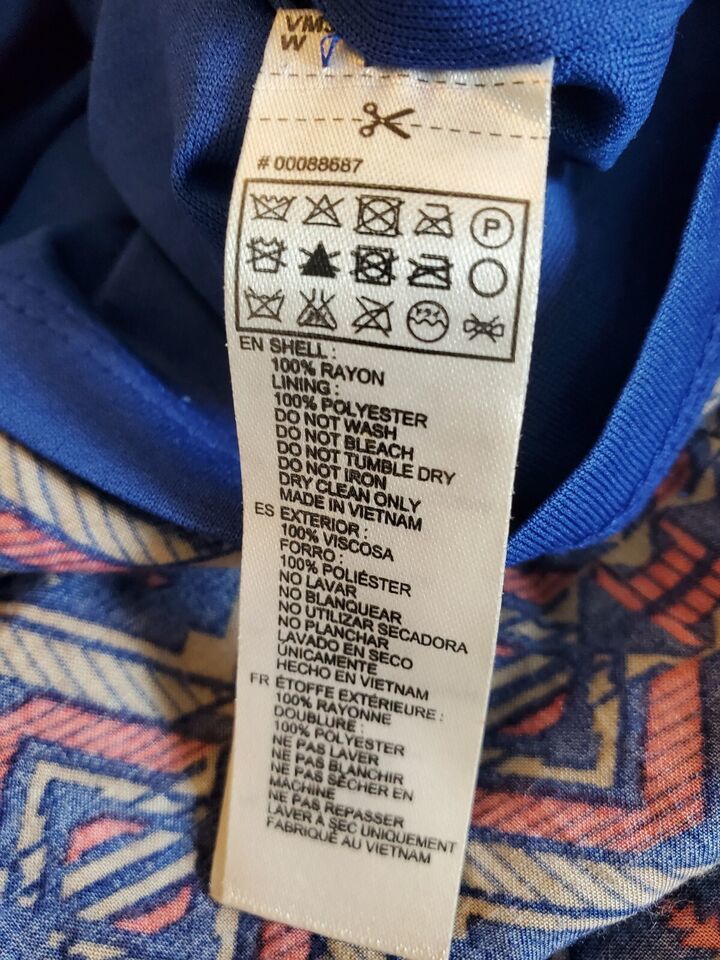 W
# 00088687
P
EN SHELL :
100% RAYON
LINING :
100% POLYESTER
DO NOT WASH
DO NOT BLEACH
DO NOT TUMBLE DRY
DO NOT IRON
DRY CLEAN ONLY
MADE IN VIETNAM
ES EXTERIOR :
100% VISCOSA
FORRO :
100% POLIÉSTER
NO LAVAR
NO BLANQUEAR
NO UTILIZAR SECADORA
NO PLANCHAR
LAVADO EN SECO
ÚNICAMENTE
HECHO EN VIETNAM
FR ÉTOFFE EXTÉRIEURE :
100% RAYONNE
DOUBLURE :
100% POLYESTER
NE PAS LAVER
NE PAS BLANCHIR
NE PAS SÉCHER EN
MACHINE
NE PAS REPASSER
LAVER À SEC UNIQUEMENT
FABRIQUÉ AU VIETNAM